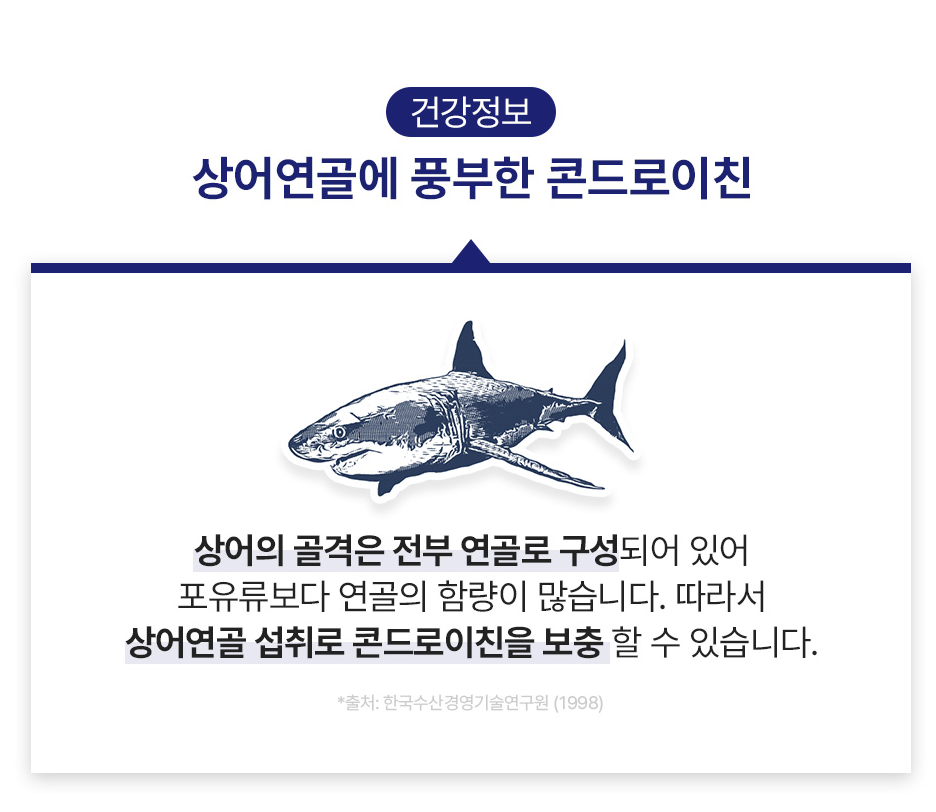 건강정보
상어연골에 풍부한 콘드로이친
상어의 골격은 전부 연골로 구성되어 있어
포유류보다 연골의 함량이 많습니다. 따라서
상어연골 섭취로 콘드로이친을 보충 할 수 있습니다.
*출처: 한국수산경영기술연구원 (1998)